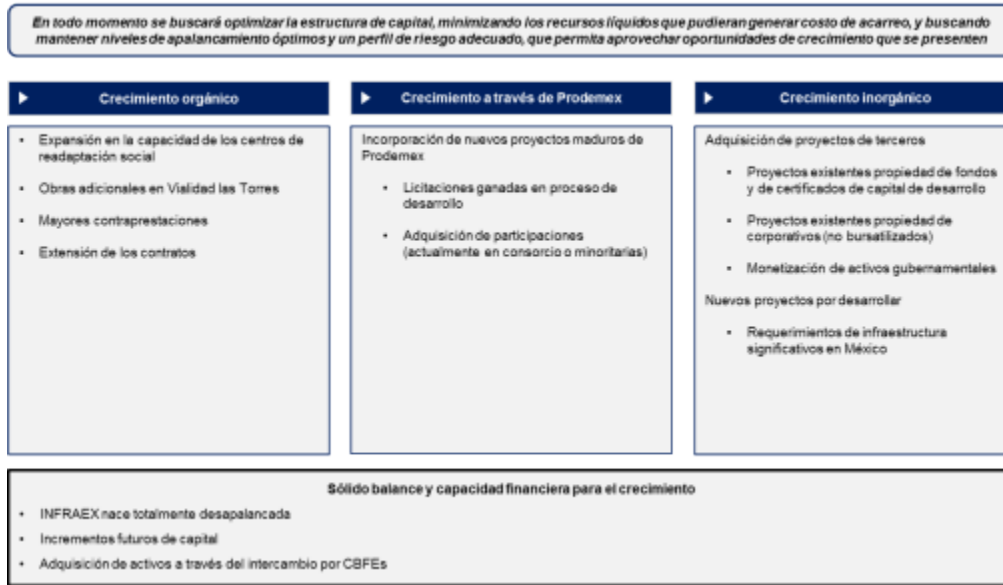 En todo momento se buscará optimizar la estructura de capital, minimizando los recursos líquidos que pudieran generar costo de acarreo, y buscando
mantener niveles de apalancamiento óptimos y un perfil de riesgo adecuado, que permita aprovechar oportunidades de crecimiento que se presenten
Crecimiento orgánico
• Expansión en la capacidad de los centros de
readaptación social
• Obras adicionales en Vialidad las Torres
• Mayores contraprestaciones
• Extensión de los contratos
Crecimiento a través de Prodemex
Incorporación de nuevos proyectos maduros de
Prodemex
• Licitaciones ganadas en proceso de
desarrollo
• Adquisición de participaciones
(actualmente en consorcio o minoritarias)
Crecimiento inorgánico
Adquisición de proyectos de terceros
• Proyectos existentes propiedad de fondos
y de certificados de capital de desarrollo
• Proyectos existentes propiedad de
corporativos (no bursatilizados)
• Monetización de activos gubernamentales
Nuevos proyectos por desarrollar
• Requerimientos de infraestructura
significativos en México
Sólido balance y capacidad financiera para el crecimiento
• INFRAEX nace totalmente desapalancada
• Incrementos futuros de capital
• Adquisición de activos a través del intercambio por CBFEs